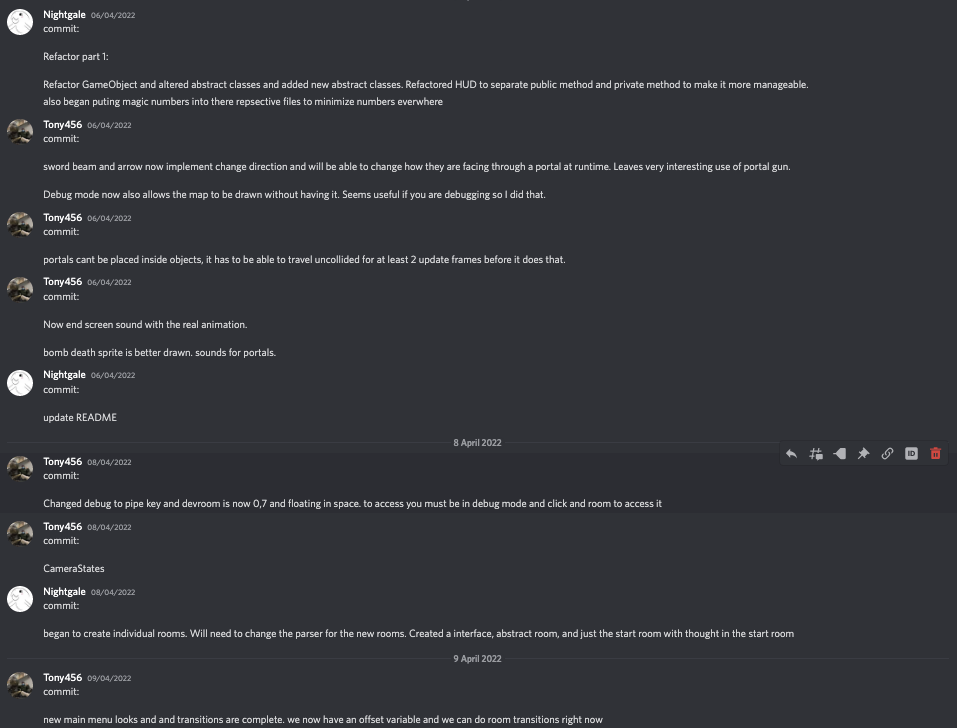 Nightgale 06/04/2022
commit:
Refactor part 1:
Refactor GameObject and altered abstract classes and added new abstract classes. Refactored HUD to separate public method and private method to make it more manageable.
also began puting magic numbers into there repsective files to minimize numbers everwhere
Tony456 06/04/2022
commit:
sword beam and arrow now implement change direction and will be able to change how they are facing through a portal at runtime. Leaves very interesting use of portal gun.
Debug mode now also allows the map to be drawn without having it. Seems useful if you are debugging so I did that.
Tony456 06/04/2022
commit:
portals cant be placed inside objects, it has to be able to travel uncollided for at least 2 update frames before it does that.
Tony456 06/04/2022
commit:
Now end screen sound with the real animation.
bomb death sprite is better drawn. sounds for portals.
Nightgale 06/04/2022
commit:
update README
8 April 2022
Tony456 08/04/2022
commit:
ID
Changed debug to pipe key and devroom is now 0,7 and floating in space. to access you must be in debug mode and click and room to access it
Tony456 08/04/2022
commit:
CameraStates
Nightgale 08/04/2022
commit:
began to create individual rooms. Will need to change the parser for the new rooms. Created a interface, abstract room, and just the start room with thought in the start room
9 April 2022
Tony456 09/04/2022
commit:
new main menu looks and and transitions are complete. we now have an offset variable and we can do room transitions right now